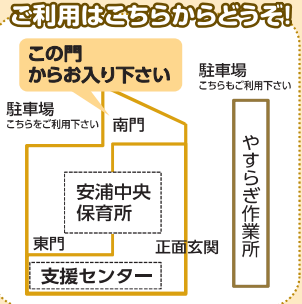 ご利用はこちらからどうぞ!
この門
からお入り下さい
駐車場
こちらもご利用下さい
駐車場
こちらをご利用下さい
南門
安浦中央
保育所
やすらぎ作業所
東門
正面玄関
支援センター